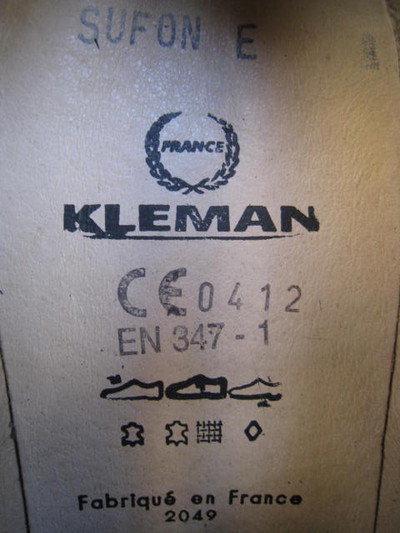 SUFON E
FRANCE
KLEMAN
CE 0412
EN 347 - 1
Fabriqué en France
2049